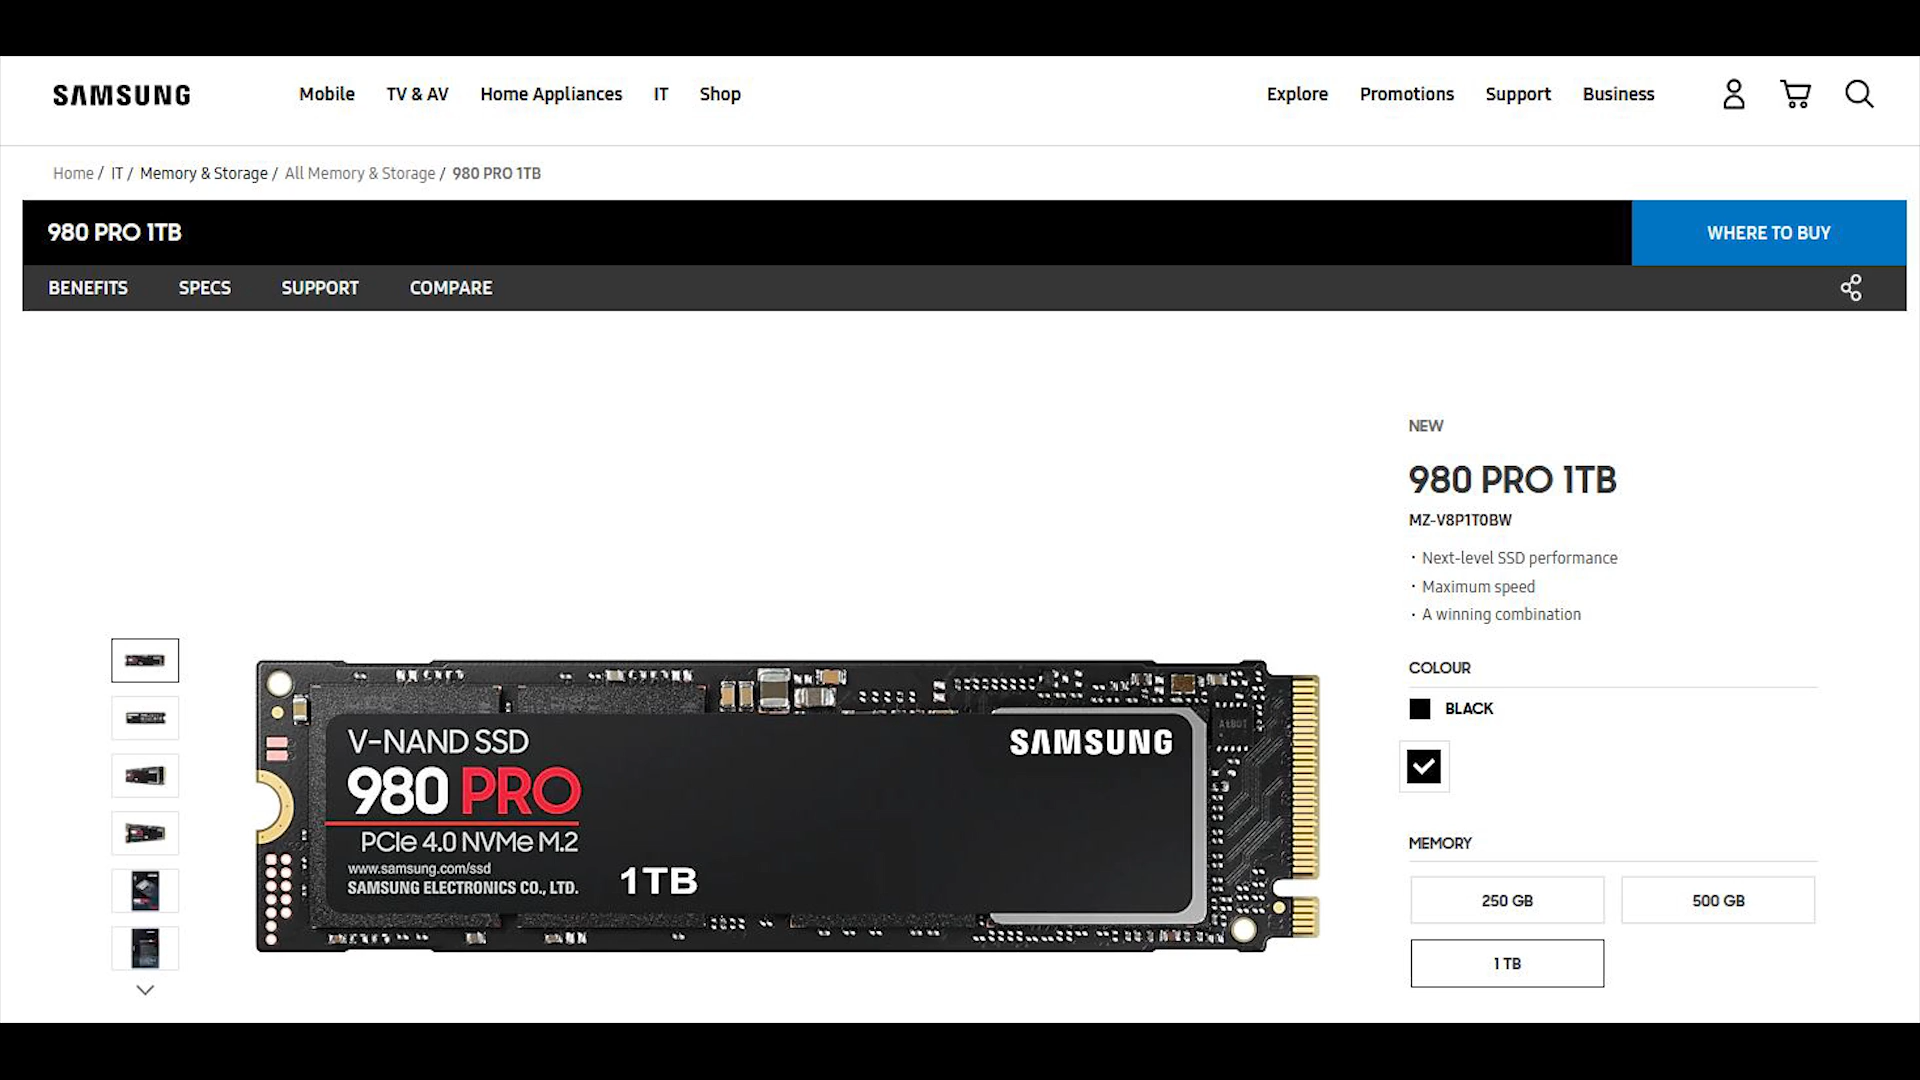 SAMSUNG Mobile TV & AV Home Appliances IT Shop Explore Promotions Support Business
Home / IT / Memory & Storage / All Memory & Storage / 980 PRO 1TB
980 PRO 1TB WHERE TO BUY
BENEFITS SPECS SUPPORT COMPARE
NEW
980 PRO 1TB
MZ-V8P1T0BW
· Next-level SSD performance
· Maximum speed
· A winning combination
COLOUR
BLACK
MEMORY
250 GB 500 GB
1 TB
V-NAND SSD
980 PRO
PCIe 4.0 NVMe M.2
www.samsung.com/ssd
SAMSUNG ELECTRONICS CO., LTD.
1TB
SAMSUNG